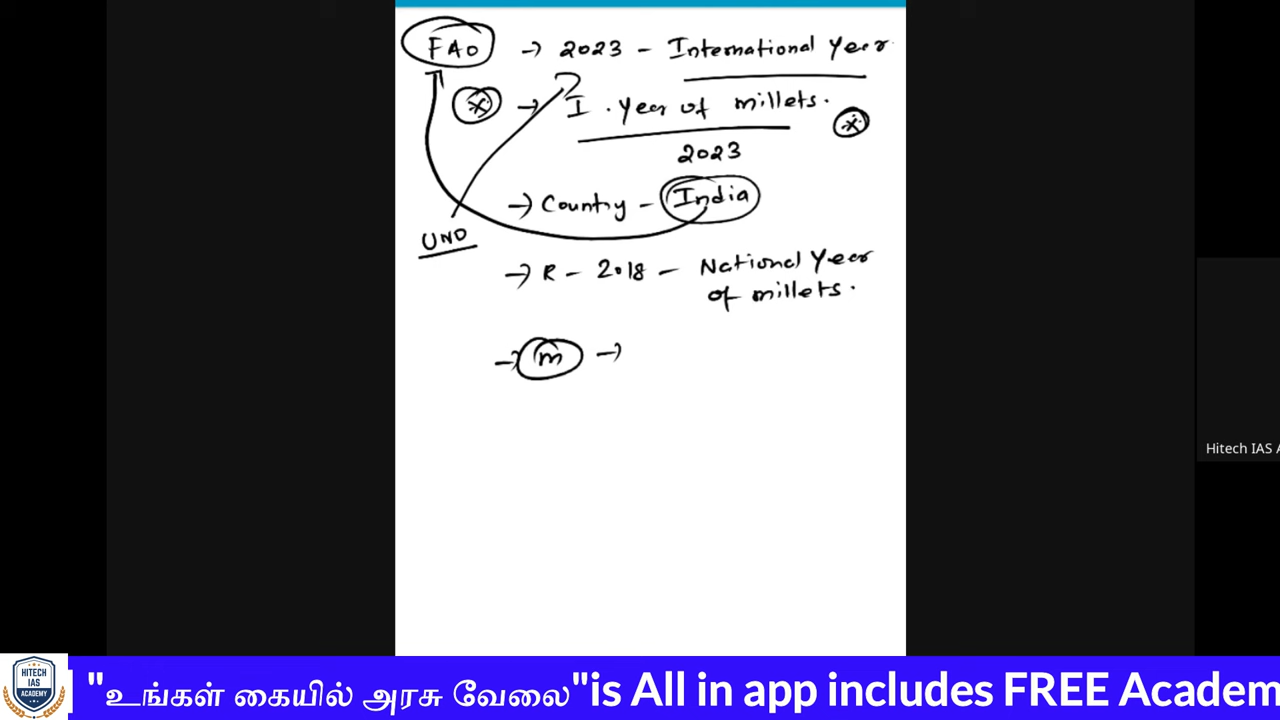 FAO → 2023 - International Year
→ I. Year of millets.
2023
→ Country - India
UNO
→ R - 2018 - National Year
of millets.
→ m →
Hitech IAS A
HITECH
IAS
ACADEMY
"உங்கள் கையில் அரசு வேலை"is All in app includes FREE Academ